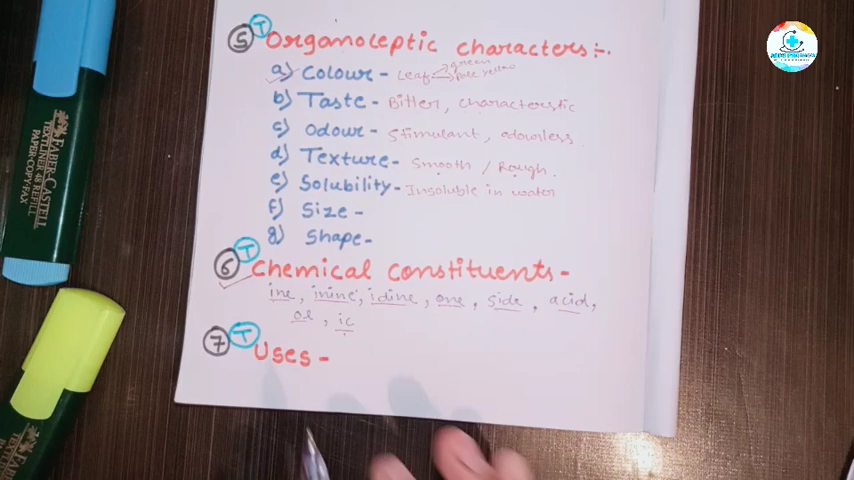 5 T Organoleptic characters:-.
a) Colour - Leaf green pale yellow
b) Taste - Bitter, characterstic
c) Odour - Stimulant, odourless.
d) Texture - Smooth / Rough.
e) Solubility - Insoluble in water
f) Size -
g) Shape -
6 T Chemical constituents -
ine, inine, idine, one, side, acid,
ol, ic
7 T Uses -
FABER-CASTELL
TEXTLINER 48 REFILL
PAPER-COPY-FAX